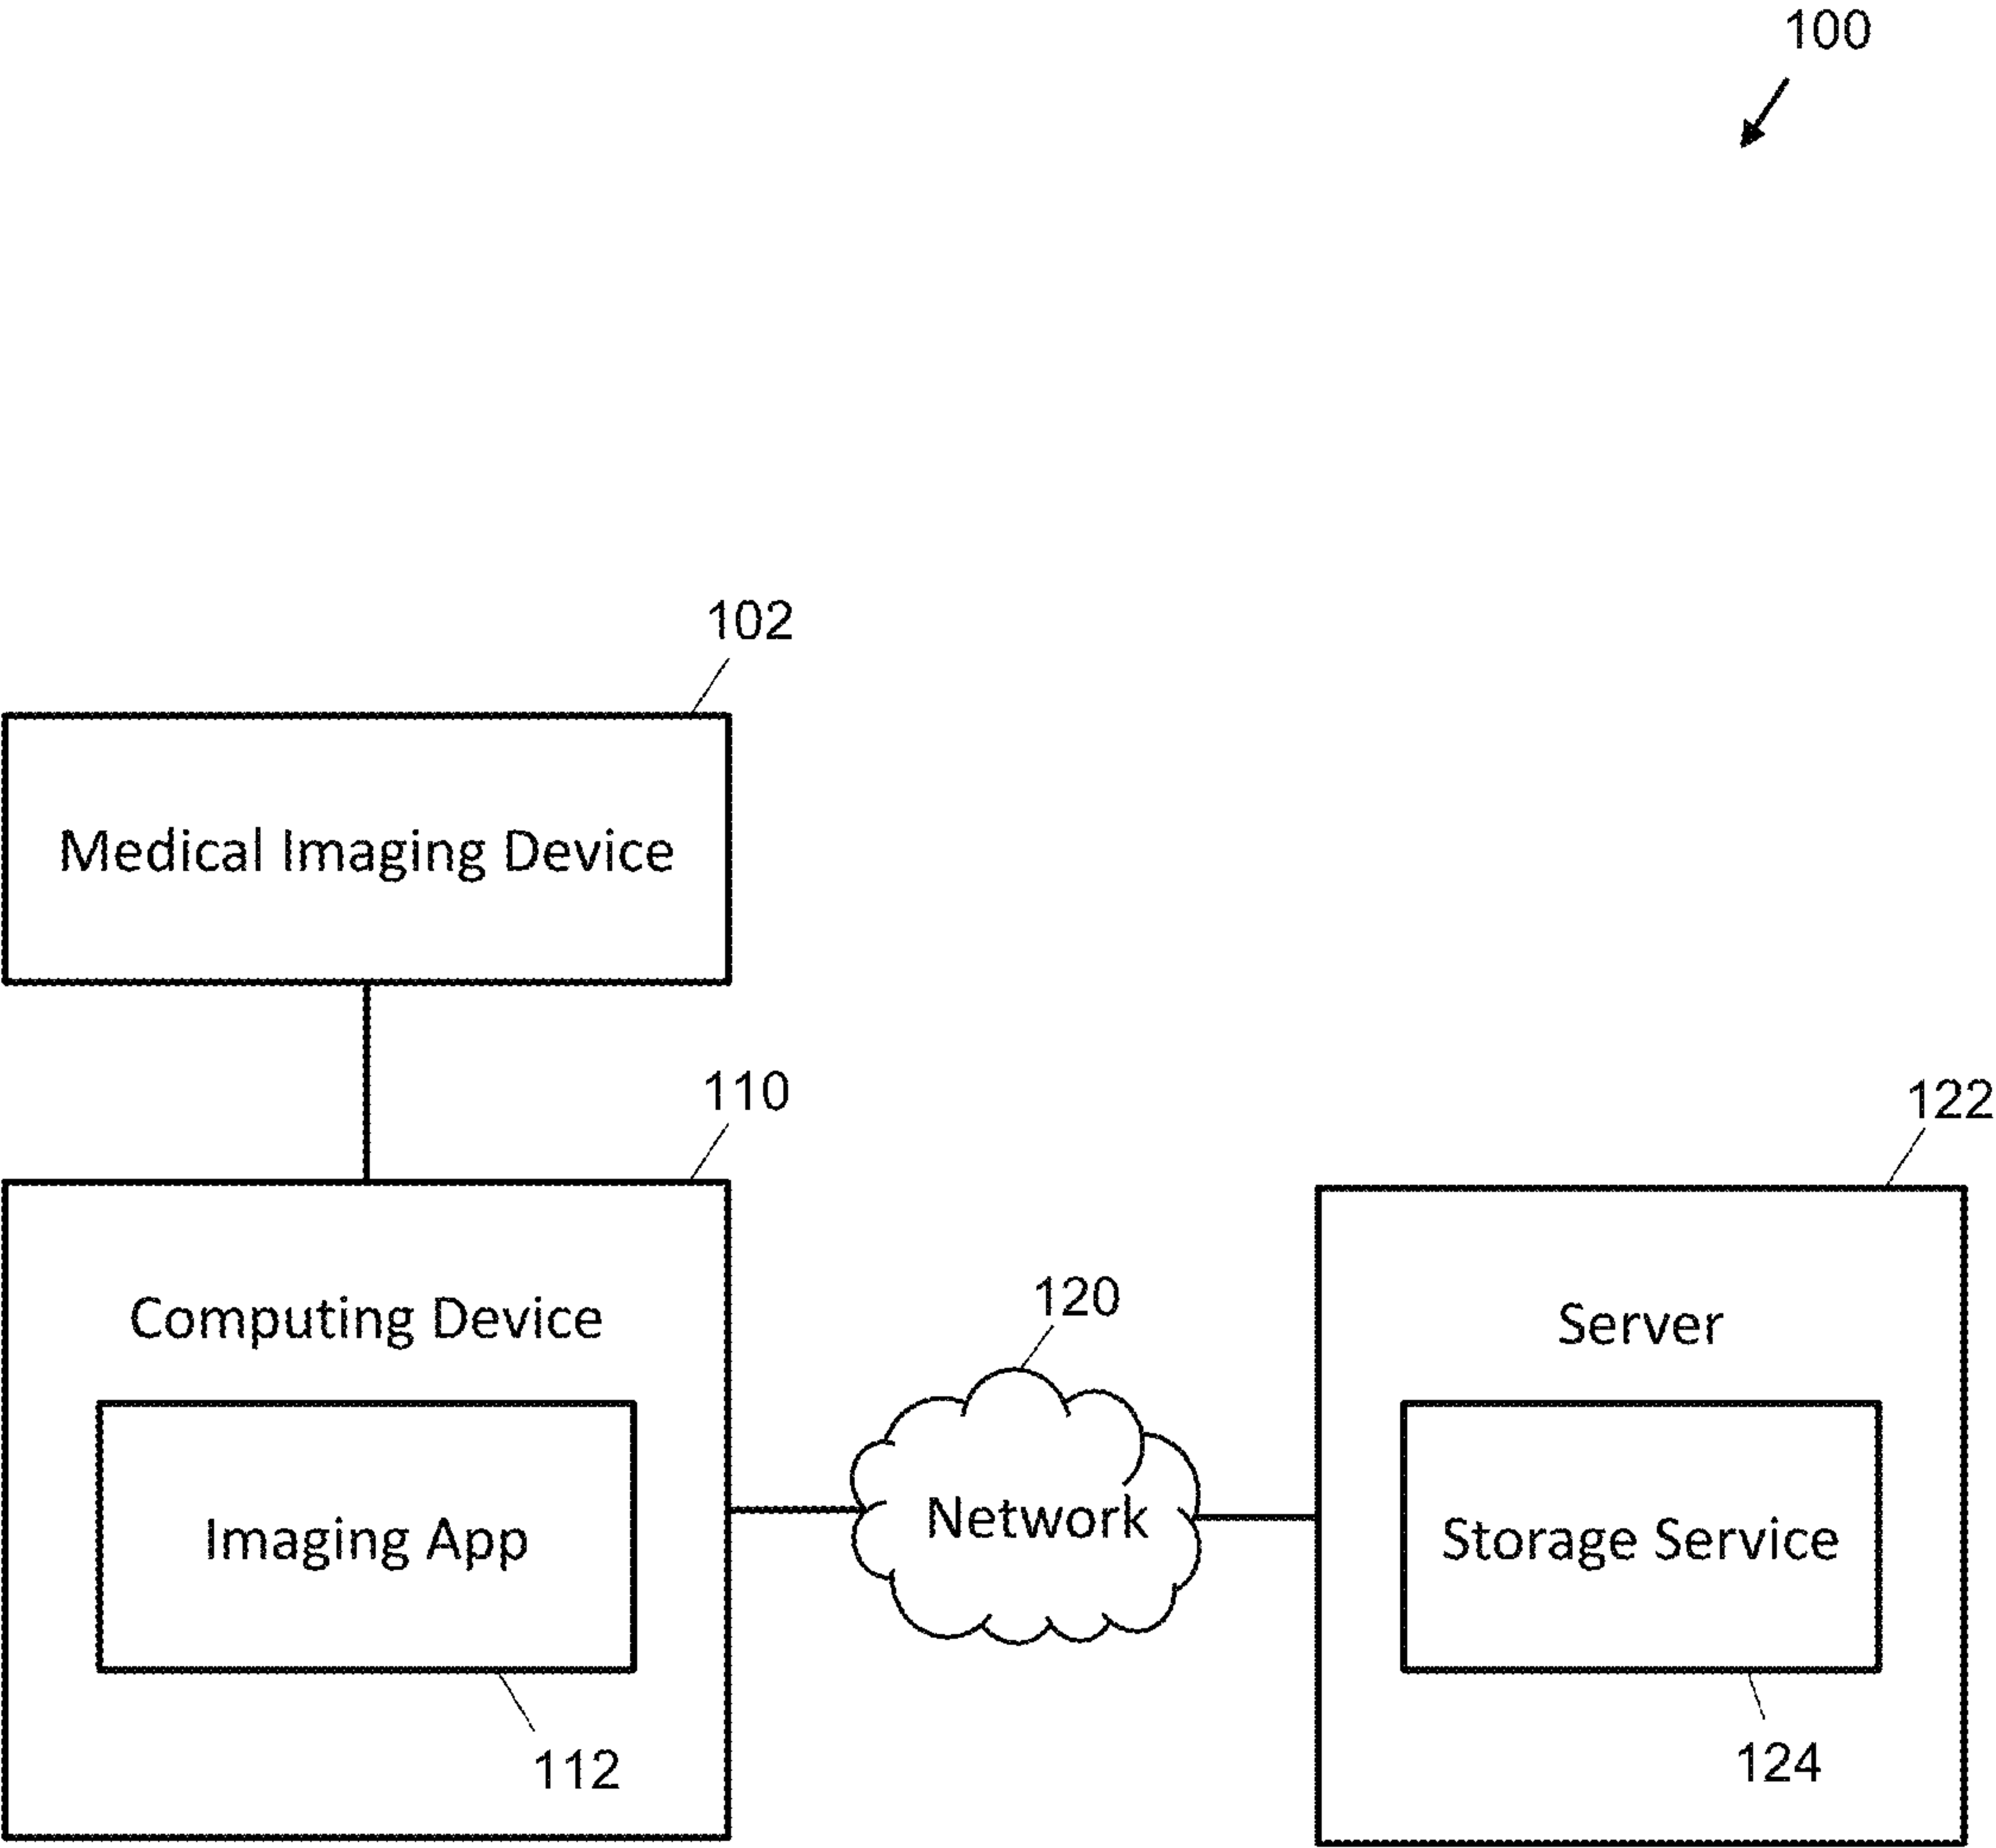 100
102
Medical Imaging Device
110
122
Computing Device
120
Server
Imaging App
Network
Storage Service
112
124